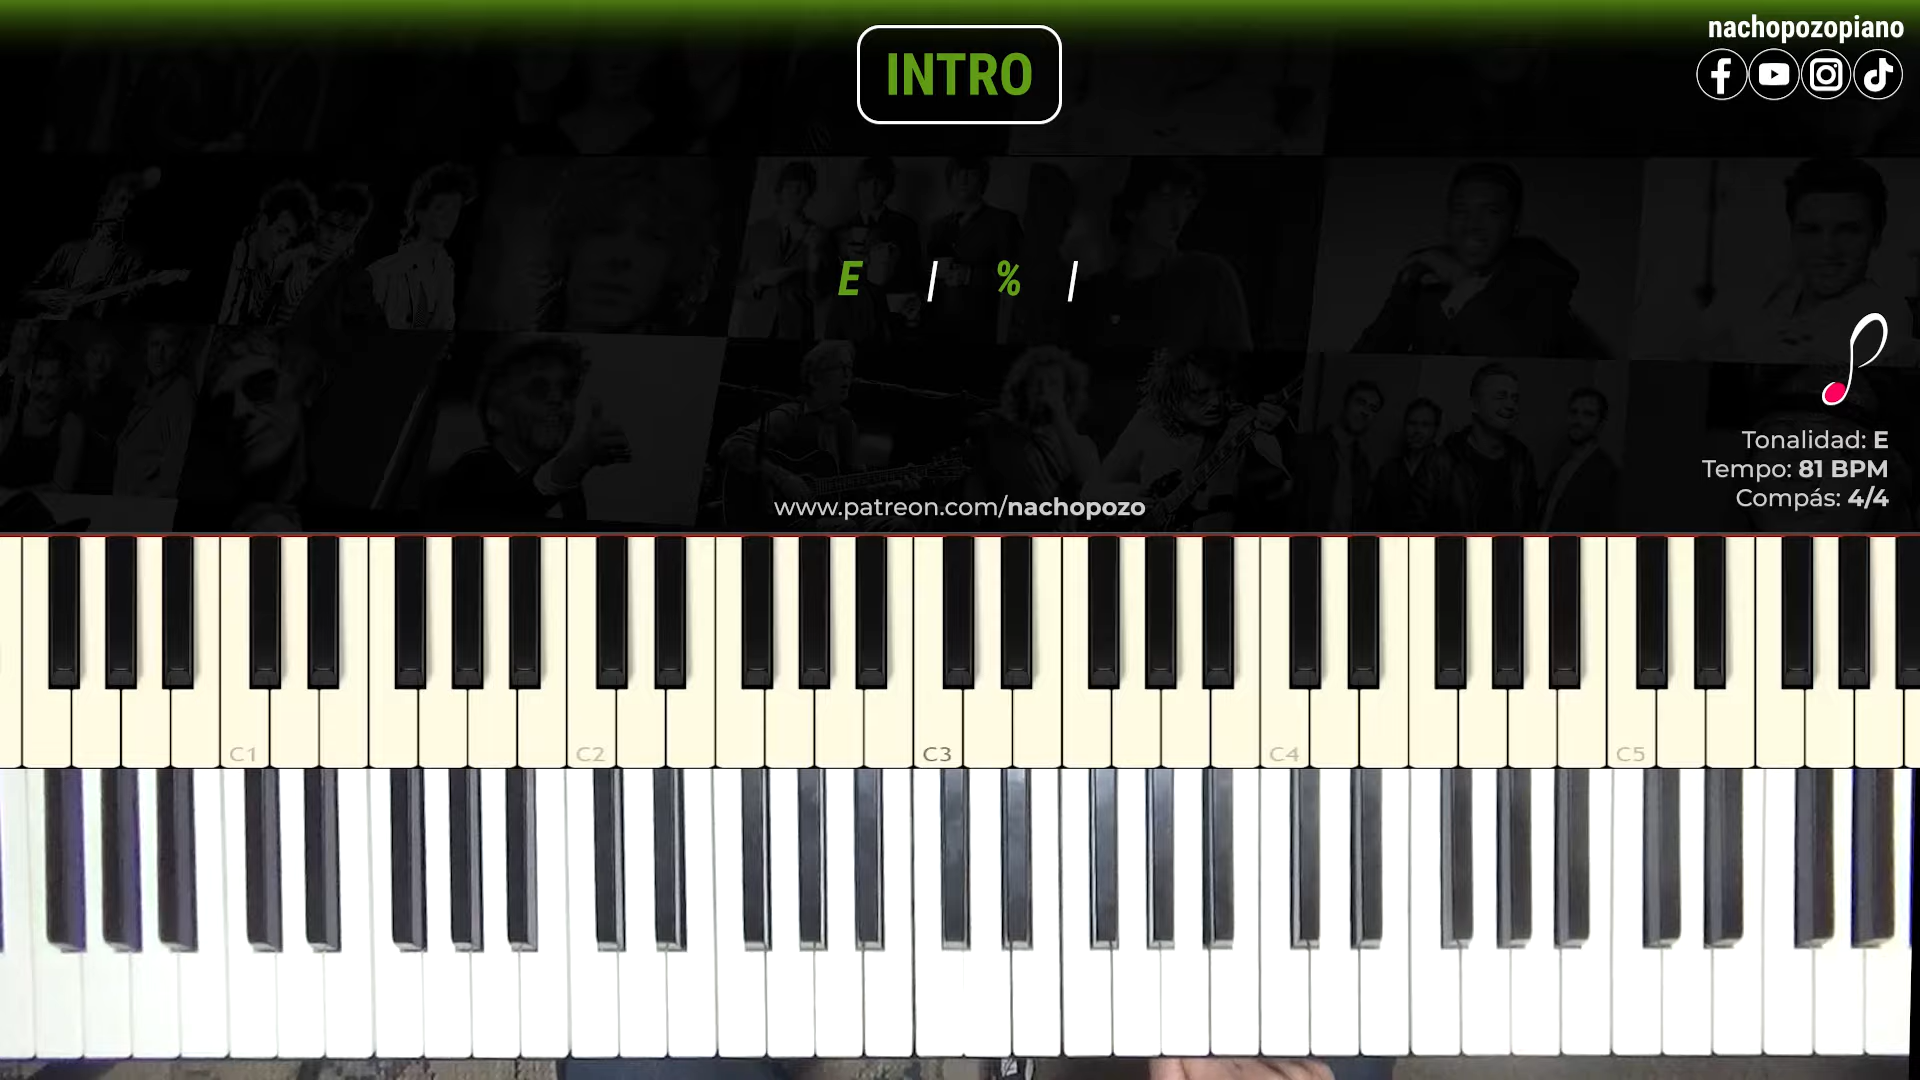 nachopozopiano
INTRO
E / % /
Tonalidad: E
Tempo: 81 BPM
Compás: 4/4
www.patreon.com/nachopozo
C1 C2 C3 C4 C5